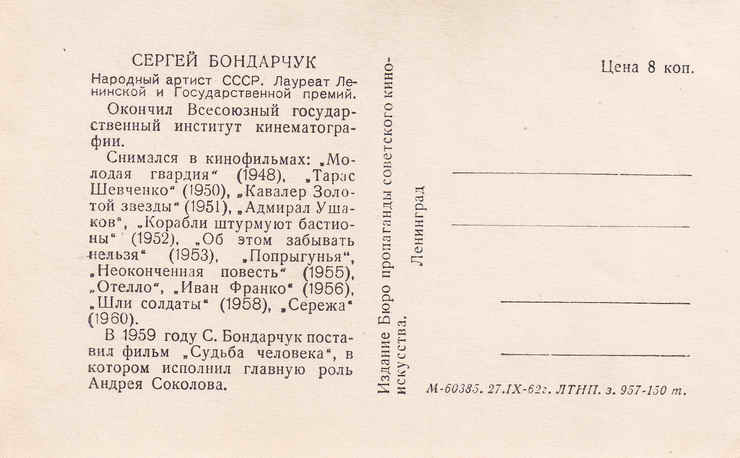 СЕРГЕЙ БОНДАРЧУК
Народный артист СССР. Лауреат Ле-
нинской и Государственной премий.
Окончил Всесоюзный государ-
ственный институт кинематогра-
фии.
Снимался в кинофильмах: „Мо-
лодая гвардия“ (1948), „Тарас
Шевченко“ (1950), „Кавалер Золо-
той звезды“ (1951), „Адмирал Уша-
ков“, „Корабли штурмуют бастио-
ны“ (1952), „Об этом забывать
нельзя“ (1953), „Попрыгунья“,
„Неоконченная повесть“ (1955),
„Отелло“, „Иван Франко“ (1956),
„Шли солдаты“ (1958), „Сережа“
(1960).
В 1959 году С. Бондарчук поста-
вил фильм „Судьба человека“, в
котором исполнил главную роль
Андрея Соколова.
Издание Бюро пропаганды советского кино-
искусства.
Ленинград
Цена 8 коп.
М-60385. 27.IX-62г. ЛТНП. з. 957-150 т.